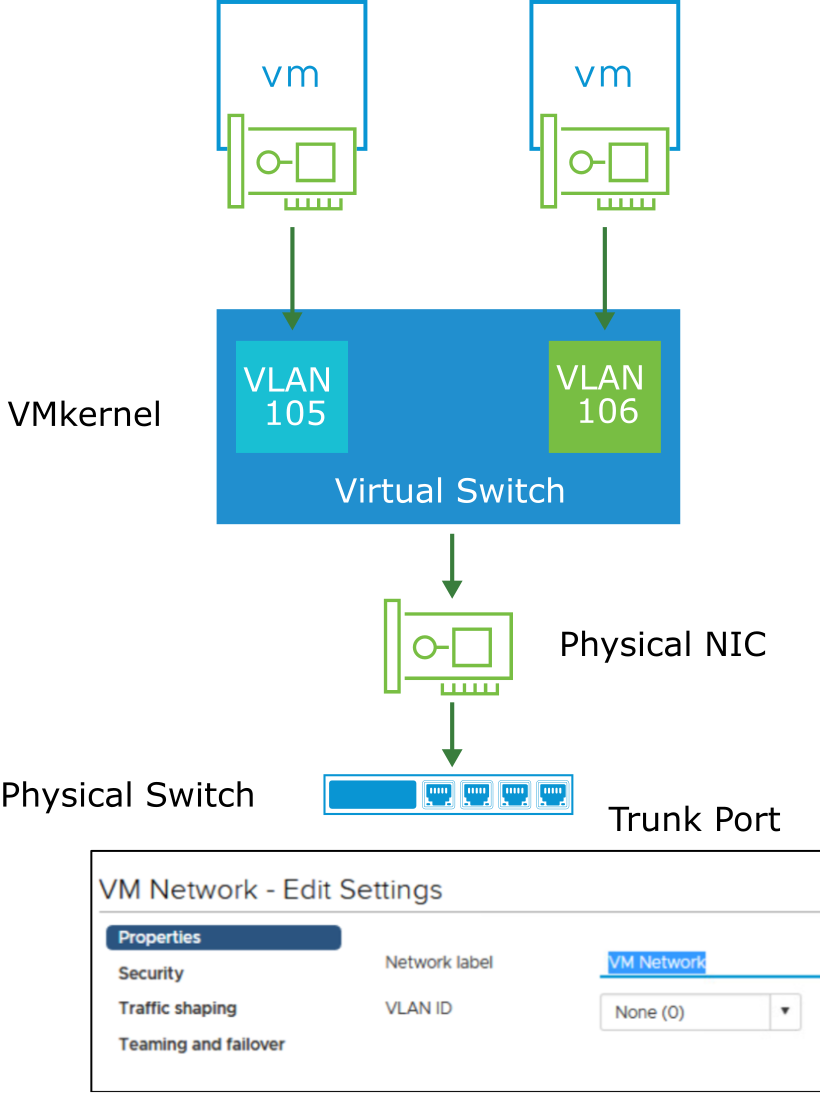 vm
vm
VLAN
105
VLAN
106
VMkernel
Virtual Switch
Physical NIC
Physical Switch
Trunk Port
VM Network - Edit Settings
Properties
Security
Traffic shaping
Teaming and failover
Network label
VM Network
VLAN ID
None (0)